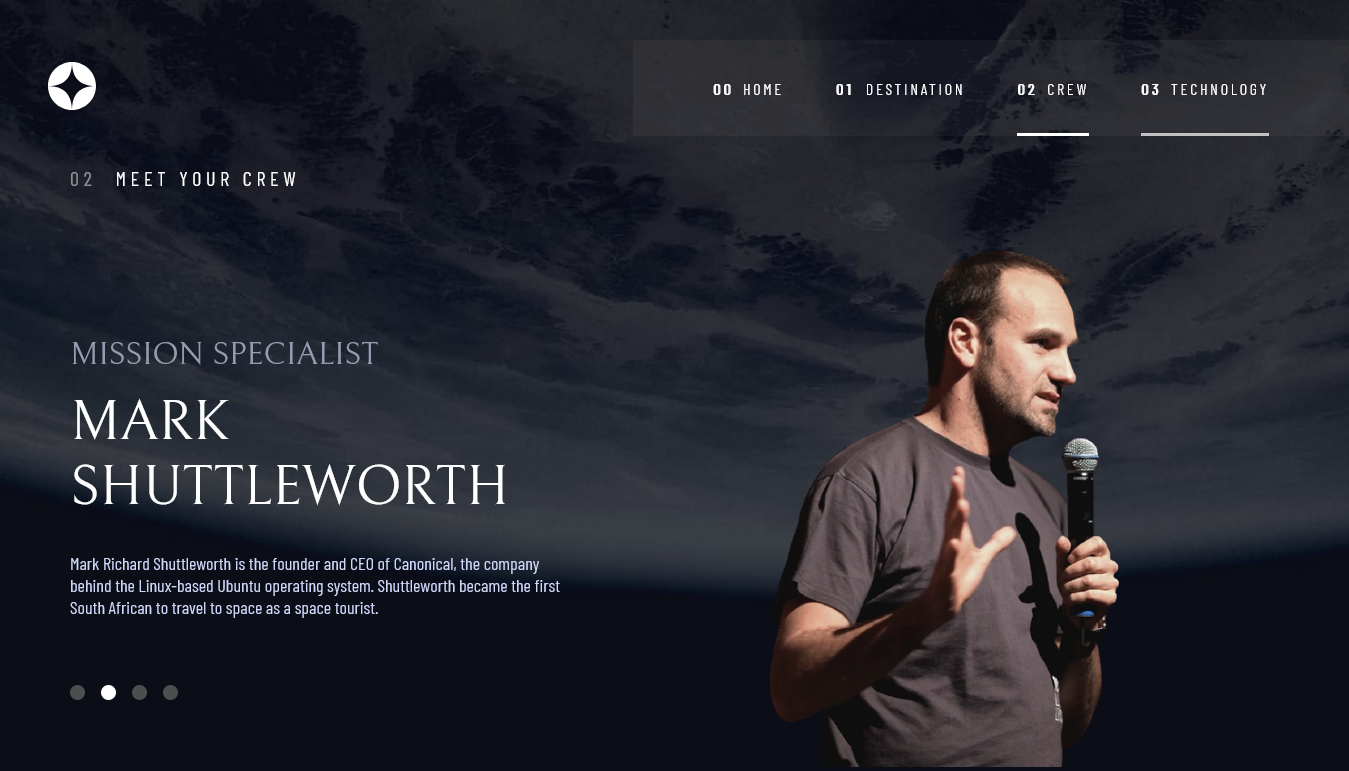 00 HOME 01 DESTINATION 02 CREW 03 TECHNOLOGY
02 MEET YOUR CREW
MISSION SPECIALIST
MARK
SHUTTLEWORTH
Mark Richard Shuttleworth is the founder and CEO of Canonical, the company
behind the Linux-based Ubuntu operating system. Shuttleworth became the first
South African to travel to space as a space tourist.